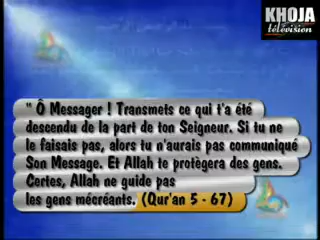 KHOJA
télévision
" Ô Messager ! Transmets ce qui t'a été
descendu de la part de ton Seigneur. Si tu ne
le faisais pas, alors tu n'aurais pas communiqué
Son Message. Et Allah te protègera des gens.
Certes, Allah ne guide pas
les gens mécréants. (Qur'an 5 - 67)